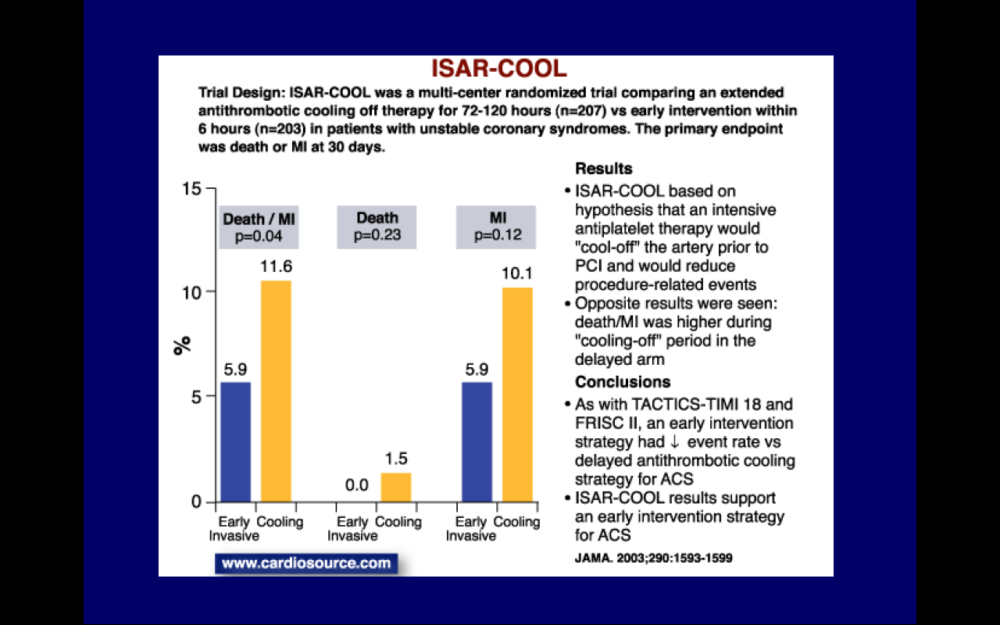 ISAR-COOL
Trial Design: ISAR-COOL was a multi-center randomized trial comparing an extended
antithrombotic cooling off therapy for 72-120 hours (n=207) vs early intervention within
6 hours (n=203) in patients with unstable coronary syndromes. The primary endpoint
was death or MI at 30 days.
15
10
5
0
%
Death / MI
p=0.04
Death
p=0.23
MI
p=0.12
5.9
11.6
0.0
1.5
5.9
10.1
Early
Invasive
Cooling
Early
Invasive
Cooling
Early
Invasive
Cooling
www.cardiosource.com
Results
• ISAR-COOL based on
hypothesis that an intensive
antiplatelet therapy would
"cool-off" the artery prior to
PCI and would reduce
procedure-related events
• Opposite results were seen:
death/MI was higher during
"cooling-off" period in the
delayed arm
Conclusions
• As with TACTICS-TIMI 18 and
FRISC II, an early intervention
strategy had ↓ event rate vs
delayed antithrombotic cooling
strategy for ACS
• ISAR-COOL results support
an early intervention strategy
for ACS
JAMA. 2003;290:1593-1599